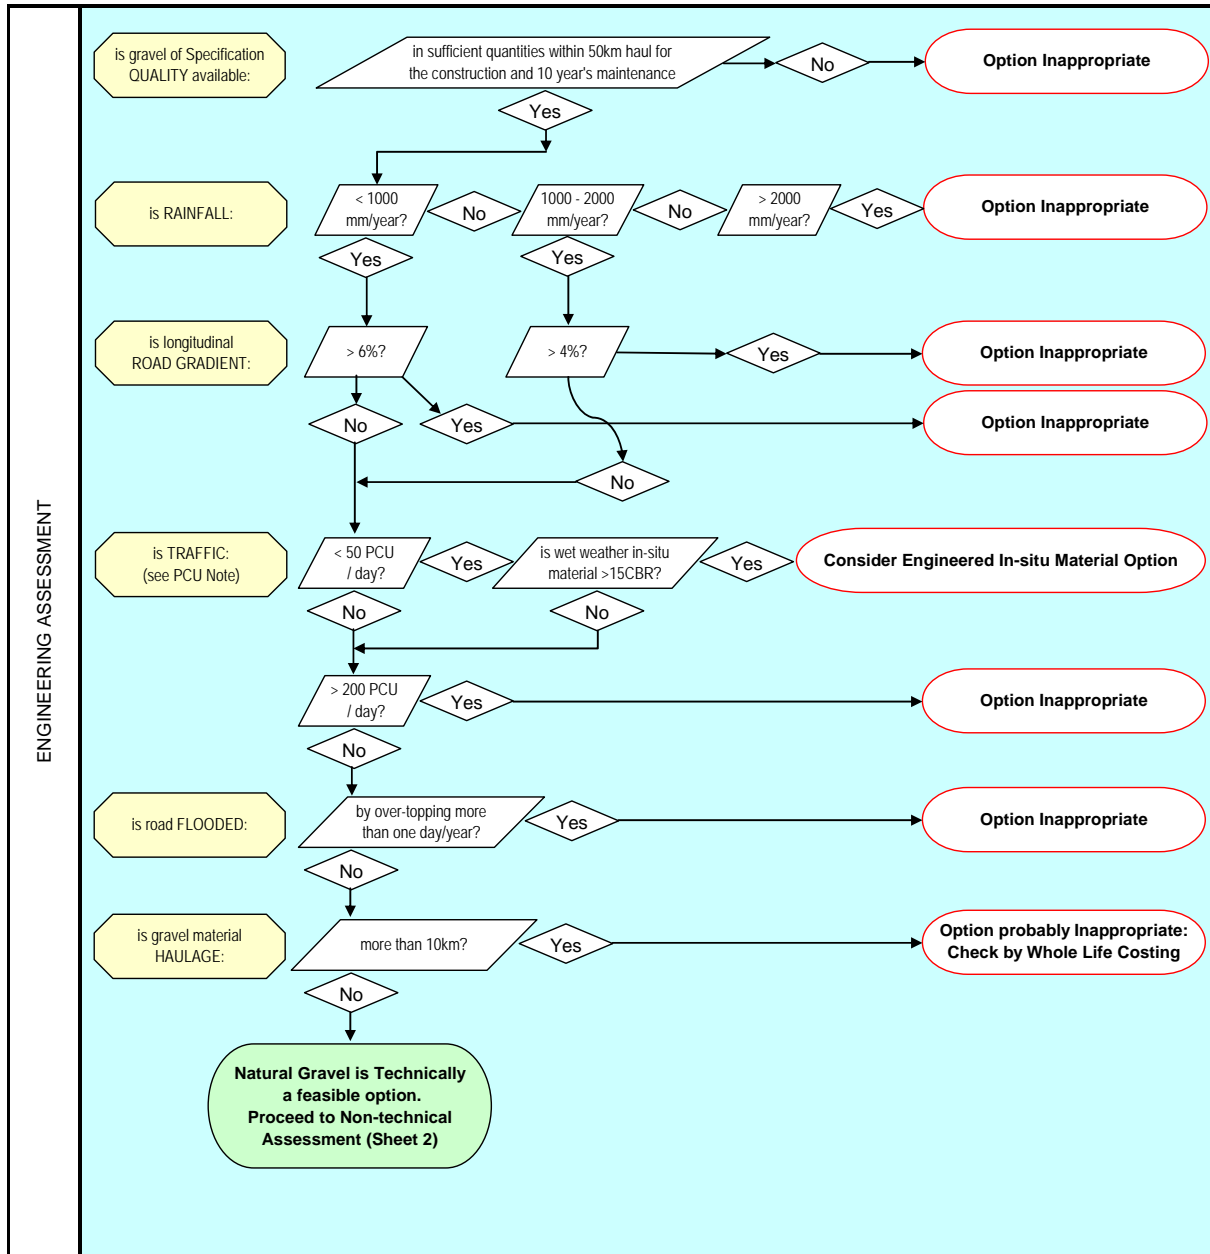 ENGINEERING ASSESSMENT
is gravel of Specification
QUALITY available:
in sufficient quantities within 50km haul for
the construction and 10 year's maintenance
No
Option Inappropriate
Yes
is RAINFALL:
< 1000
mm/year?
No
1000 - 2000
mm/year?
No
> 2000
mm/year?
Yes
Option Inappropriate
Yes
Yes
is longitudinal
ROAD GRADIENT:
> 6%?
> 4%?
Yes
Option Inappropriate
No
Yes
Option Inappropriate
No
is TRAFFIC:
(see PCU Note)
< 50 PCU
/ day?
Yes
is wet weather in-situ
material >15CBR?
Yes
Consider Engineered In-situ Material Option
No
No
> 200 PCU
/ day?
Yes
Option Inappropriate
No
is road FLOODED:
by over-topping more
than one day/year?
Yes
Option Inappropriate
No
is gravel material
HAULAGE:
more than 10km?
Yes
Option probably Inappropriate:
Check by Whole Life Costing
No
Natural Gravel is Technically
a feasible option.
Proceed to Non-technical
Assessment (Sheet 2)